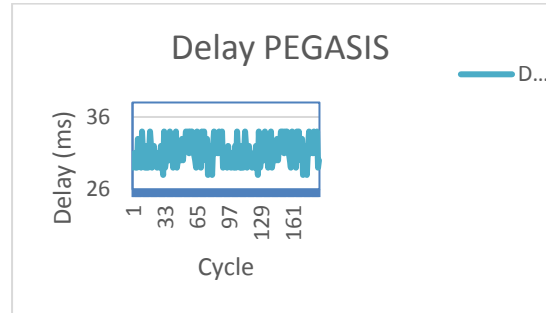 Delay PEGASIS
D...
36
26
Delay (ms)
1
33
65
97
129
161
Cycle